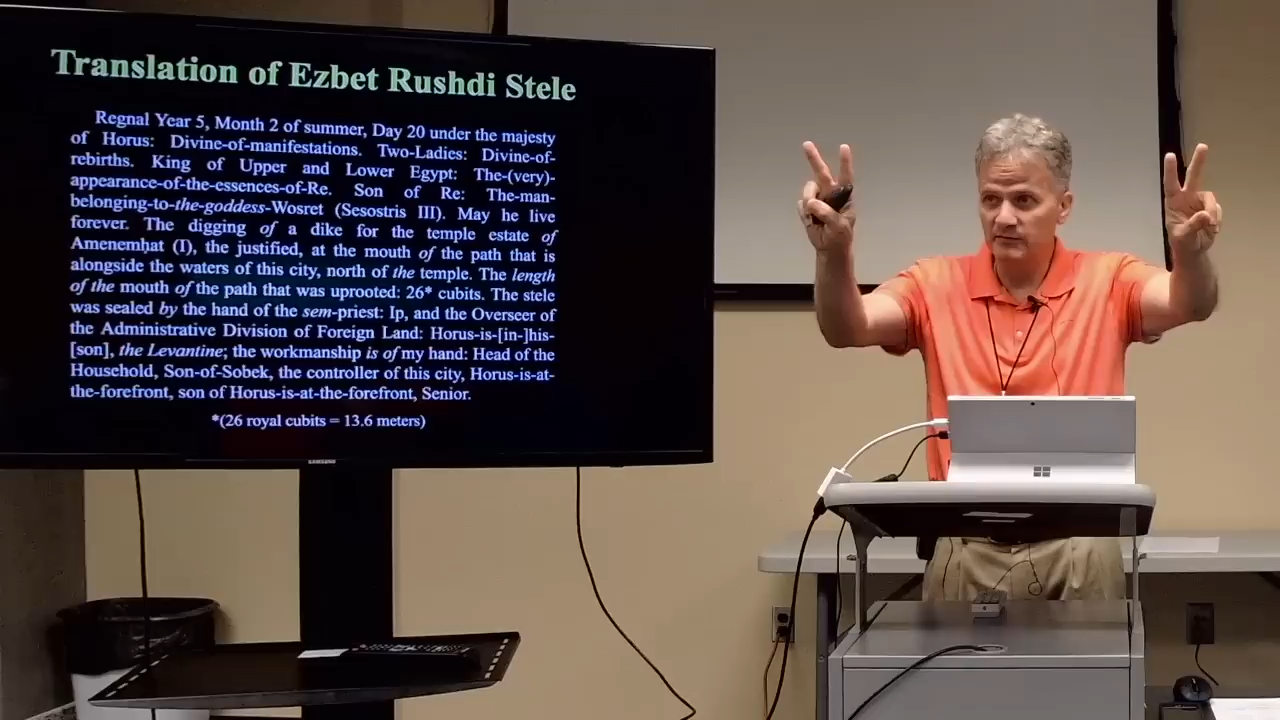 Translation of Ezbet Rushdi Stele
Regnal Year 5, Month 2 of summer, Day 20 under the majesty
of Horus: Divine-of-manifestations. Two-Ladies: Divine-of-
rebirths. King of Upper and Lower Egypt: The-(very)-
appearance-of-the-essences-of-Re. Son of Re: The-man-
belonging-to-the-goddess-Wosret (Sesostris III). May he live
forever. The digging of a dike for the temple estate of
Amenemḥat (I), the justified, at the mouth of the path that is
alongside the waters of this city, north of the temple. The length
of the mouth of the path that was uprooted: 26* cubits. The stele
was sealed by the hand of the sem-priest: Ip, and the Overseer of
the Administrative Division of Foreign Land: Horus-is-[in-]his-
[son], the Levantine; the workmanship is of my hand: Head of the
Household, Son-of-Sobek, the controller of this city, Horus-is-at-
the-forefront, son of Horus-is-at-the-forefront, Senior.
*(26 royal cubits = 13.6 meters)
SAMSUNG